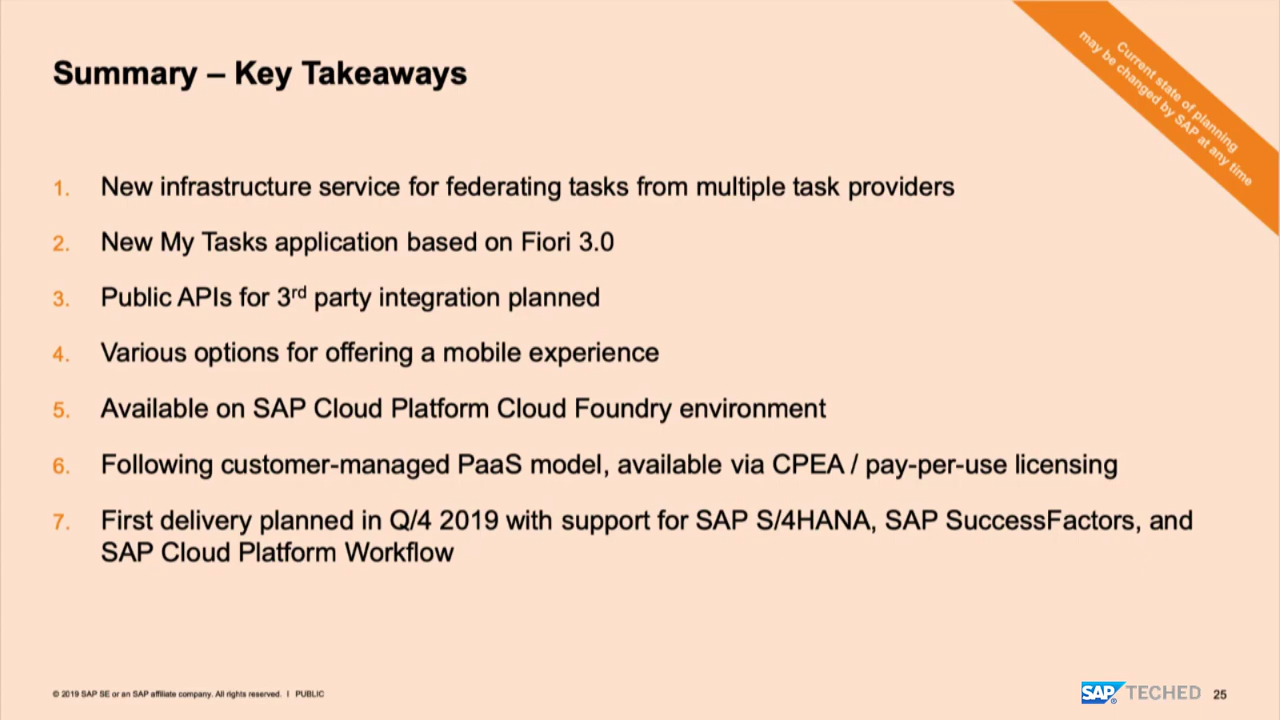 Summary – Key Takeaways
Current state of planning
may be changed by SAP at any time
1. New infrastructure service for federating tasks from multiple task providers
2. New My Tasks application based on Fiori 3.0
3. Public APIs for 3rd party integration planned
4. Various options for offering a mobile experience
5. Available on SAP Cloud Platform Cloud Foundry environment
6. Following customer-managed PaaS model, available via CPEA / pay-per-use licensing
7. First delivery planned in Q/4 2019 with support for SAP S/4HANA, SAP SuccessFactors, and
SAP Cloud Platform Workflow
© 2019 SAP SE or an SAP affiliate company. All rights reserved. | PUBLIC
SAP® TECHED 25